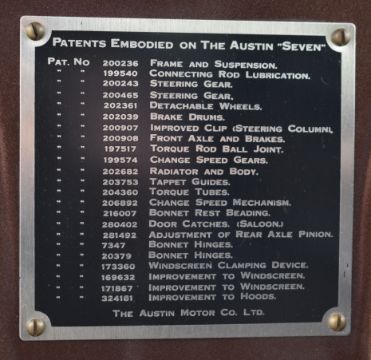 PATENTS EMBODIED ON THE AUSTIN "SEVEN"
PAT. NO 200236 FRAME AND SUSPENSION.
" " 199540 CONNECTING ROD LUBRICATION.
" " 200243 STEERING GEAR.
" " 200465 STEERING GEAR.
" " 202361 DETACHABLE WHEELS.
" " 202039 BRAKE DRUMS.
" " 200907 IMPROVED CLIP (STEERING COLUMN)
" " 200908 FRONT AXLE AND BRAKES.
" " 197517 TORQUE ROD BALL JOINT.
" " 199574 CHANGE SPEED GEARS.
" " 202682 RADIATOR AND BODY.
" " 203753 TAPPET GUIDES.
" " 204360 TORQUE TUBES.
" " 206892 CHANGE SPEED MECHANISM.
" " 216007 BONNET REST BEADING.
" " 280402 DOOR CATCHES. (SALOON)
" " 281492 ADJUSTMENT OF REAR AXLE PINION.
" " 7347 BONNET HINGES.
" " 20379 BONNET HINGES.
" " 173360 WINDSCREEN CLAMPING DEVICE.
" " 169632 IMPROVEMENT TO WINDSCREEN.
" " 171867 IMPROVEMENT TO WINDSCREEN.
" " 324181 IMPROVEMENT TO HOODS.
THE AUSTIN MOTOR CO. LTD.